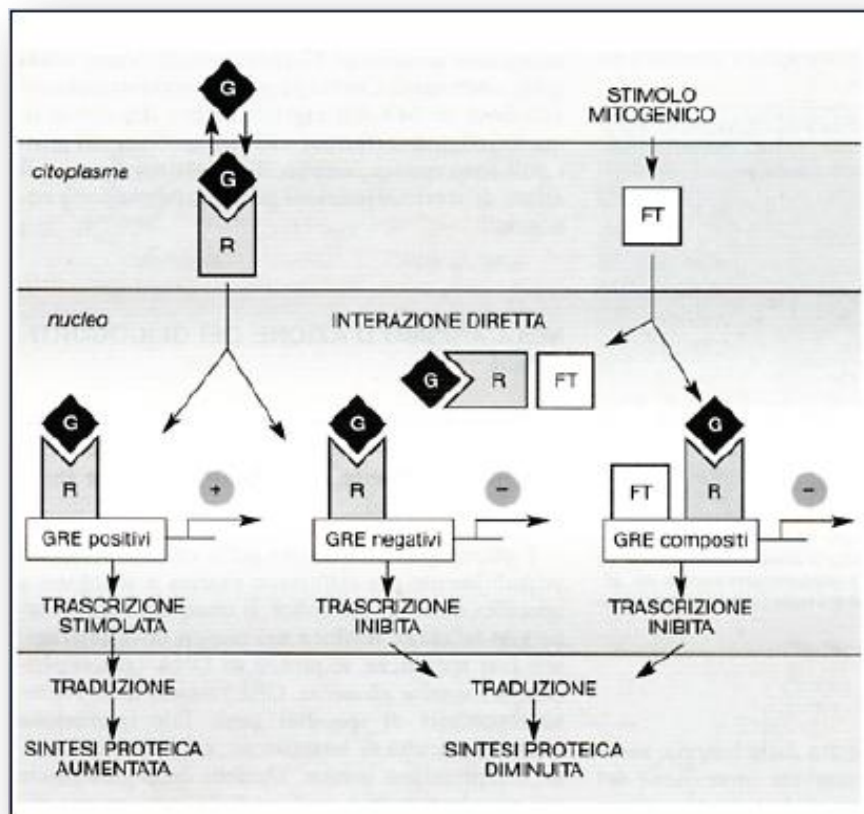 G
STIMOLO
MITOGENICO
citoplasma
G
R
FT
nucleo
INTERAZIONE DIRETTA
G R FT
G
R
+
GRE positivi
G
R
–
GRE negativi
G
FT R
–
GRE compositi
TRASCRIZIONE
STIMOLATA
TRASCRIZIONE
INIBITA
TRASCRIZIONE
INIBITA
TRADUZIONE
TRADUZIONE
SINTESI PROTEICA
AUMENTATA
SINTESI PROTEICA
DIMINUITA